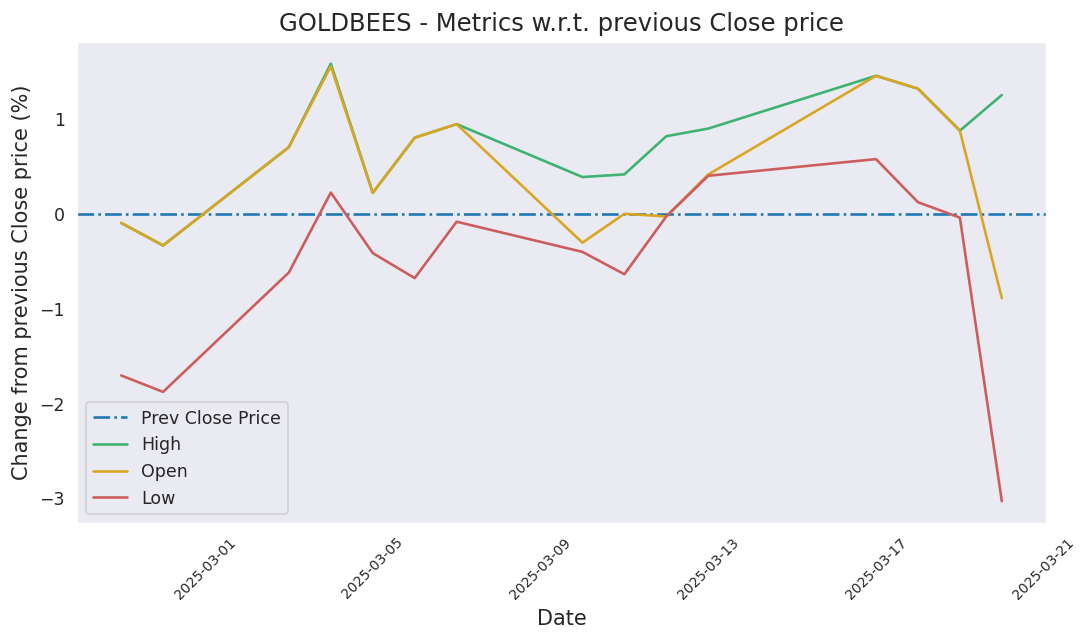 GOLDBEES - Metrics w.r.t. previous Close price
Change from previous Close price (%)
1
0
−1
−2
−3
Prev Close Price
High
Open
Low
2025-03-01
2025-03-05
2025-03-09
2025-03-13
2025-03-17
2025-03-21
Date